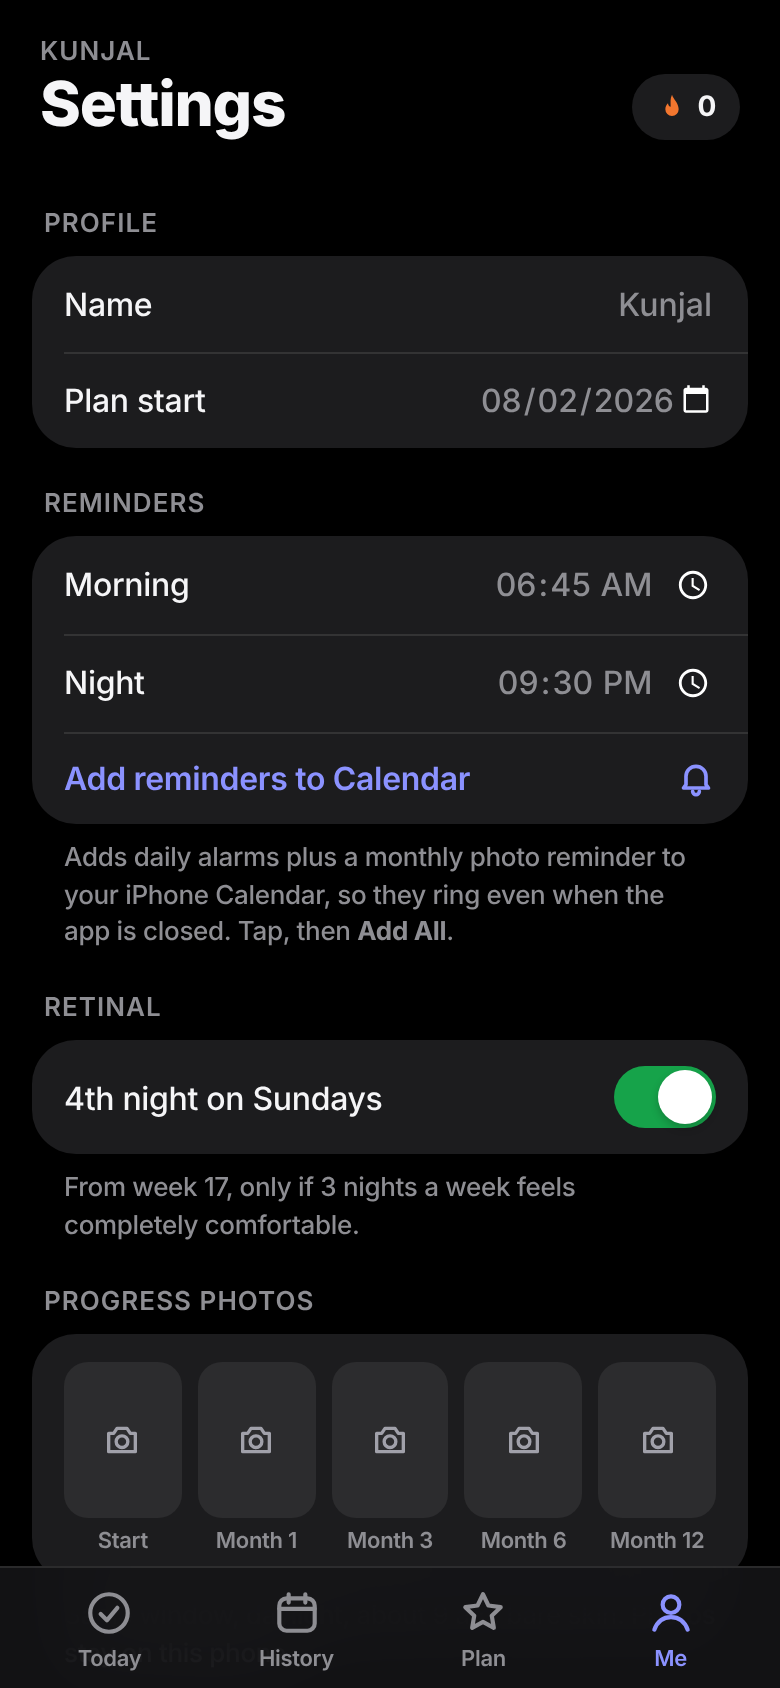 KUNJAL
Settings
0
PROFILE
Name Kunjal
Plan start 08/02/2026
REMINDERS
Morning 06:45 AM
Night 09:30 PM
Add reminders to Calendar
Adds daily alarms plus a monthly photo reminder to
your iPhone Calendar, so they ring even when the
app is closed. Tap, then Add All.
RETINAL
4th night on Sundays
From week 17, only if 3 nights a week feels
completely comfortable.
PROGRESS PHOTOS
Start Month 1 Month 3 Month 6 Month 12
Today History Plan Me